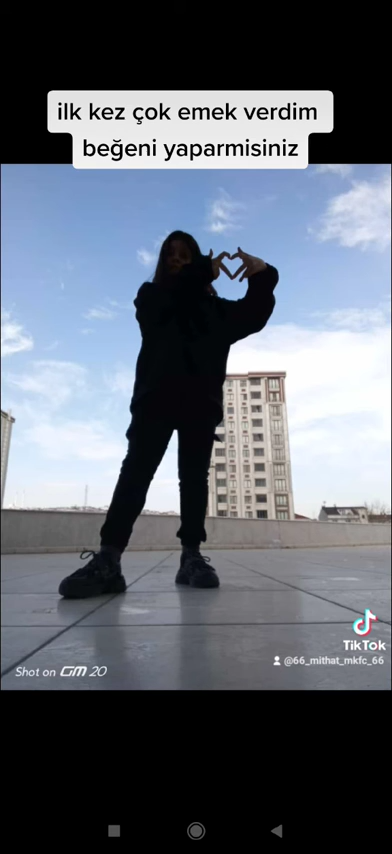 ilk kez çok emek verdim
beğeni yaparmisiniz
TikTok
@66_mithat_mkfc_66
Shot on GM 20